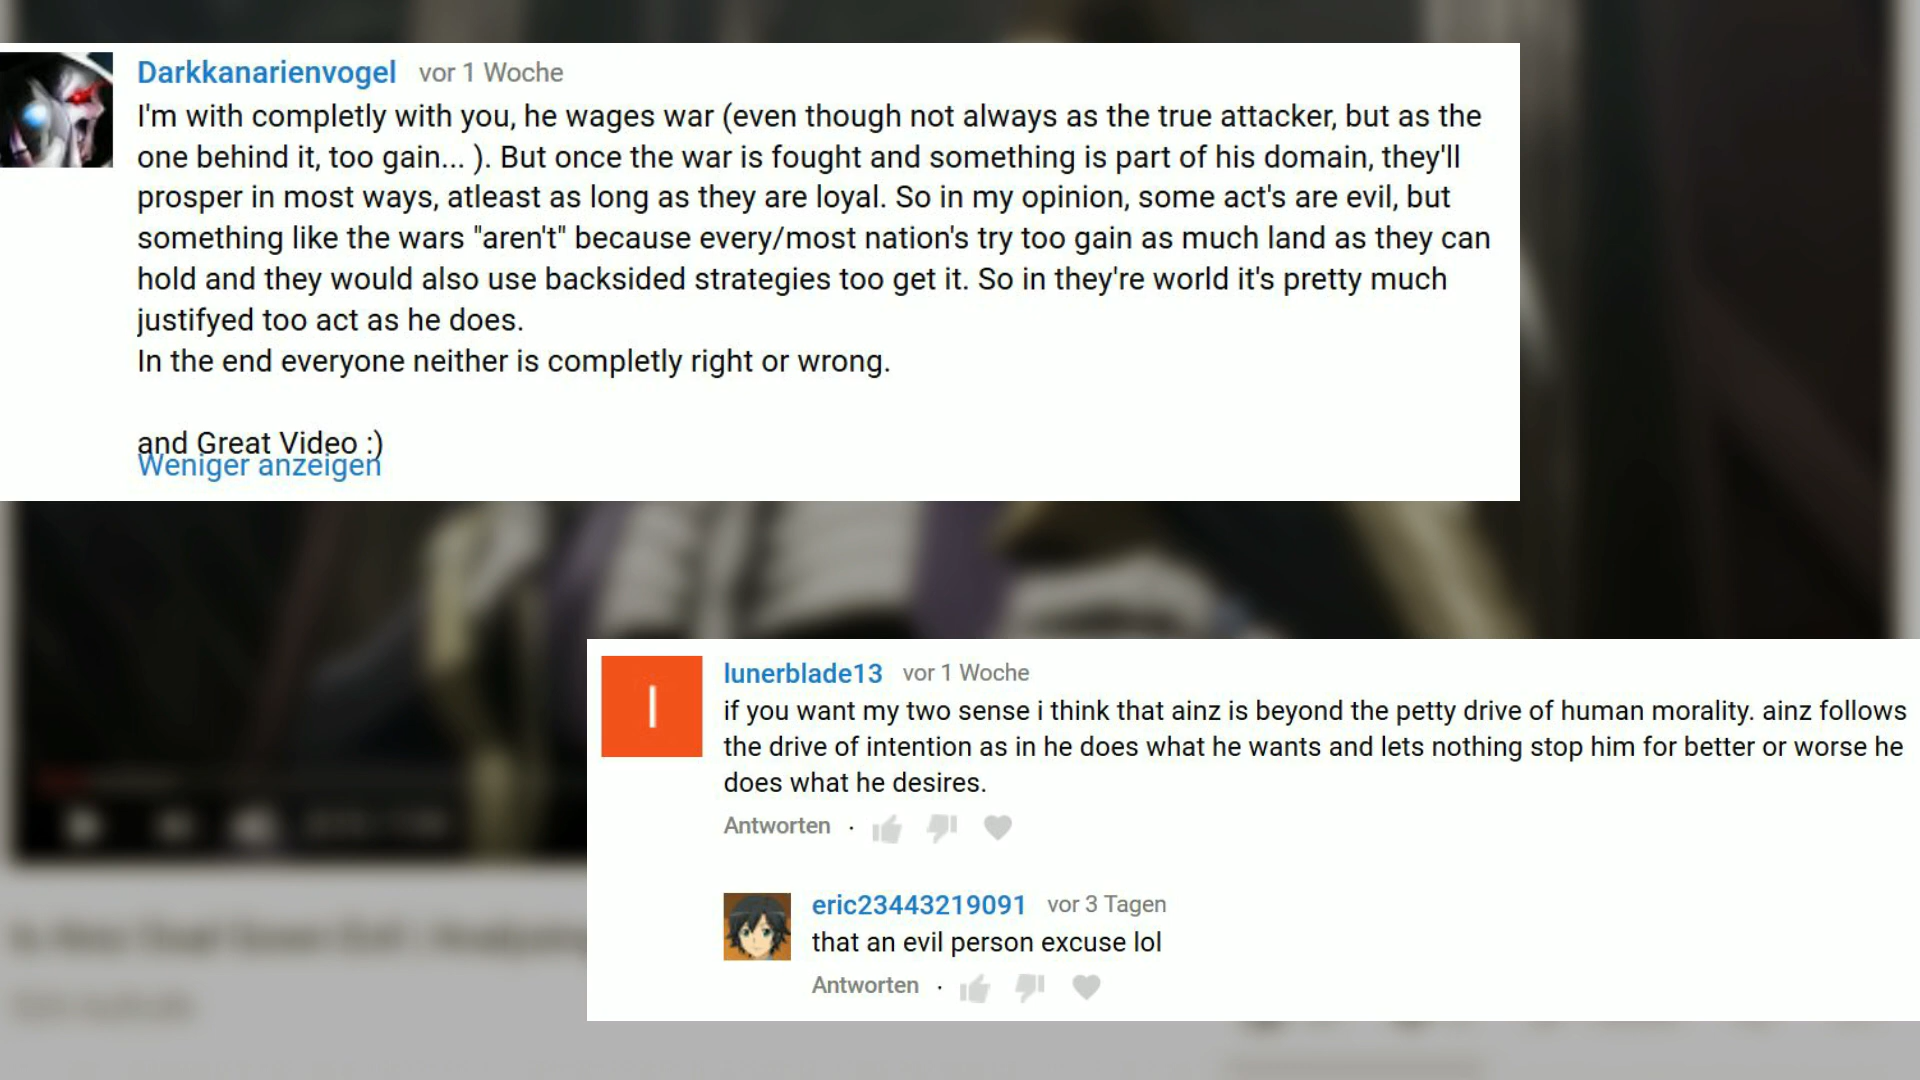 Darkkanarienvogel vor 1 Woche
I'm with completly with you, he wages war (even though not always as the true attacker, but as the
one behind it, too gain... ). But once the war is fought and something is part of his domain, they'll
prosper in most ways, atleast as long as they are loyal. So in my opinion, some act's are evil, but
something like the wars "aren't" because every/most nation's try too gain as much land as they can
hold and they would also use backsided strategies too get it. So in they're world it's pretty much
justifyed too act as he does.
In the end everyone neither is completly right or wrong.
and Great Video :)
Weniger anzeigen
l
lunerblade13 vor 1 Woche
if you want my two sense i think that ainz is beyond the petty drive of human morality. ainz follows
the drive of intention as in he does what he wants and lets nothing stop him for better or worse he
does what he desires.
Antworten ·
eric23443219091 vor 3 Tagen
that an evil person excuse lol
Antworten ·